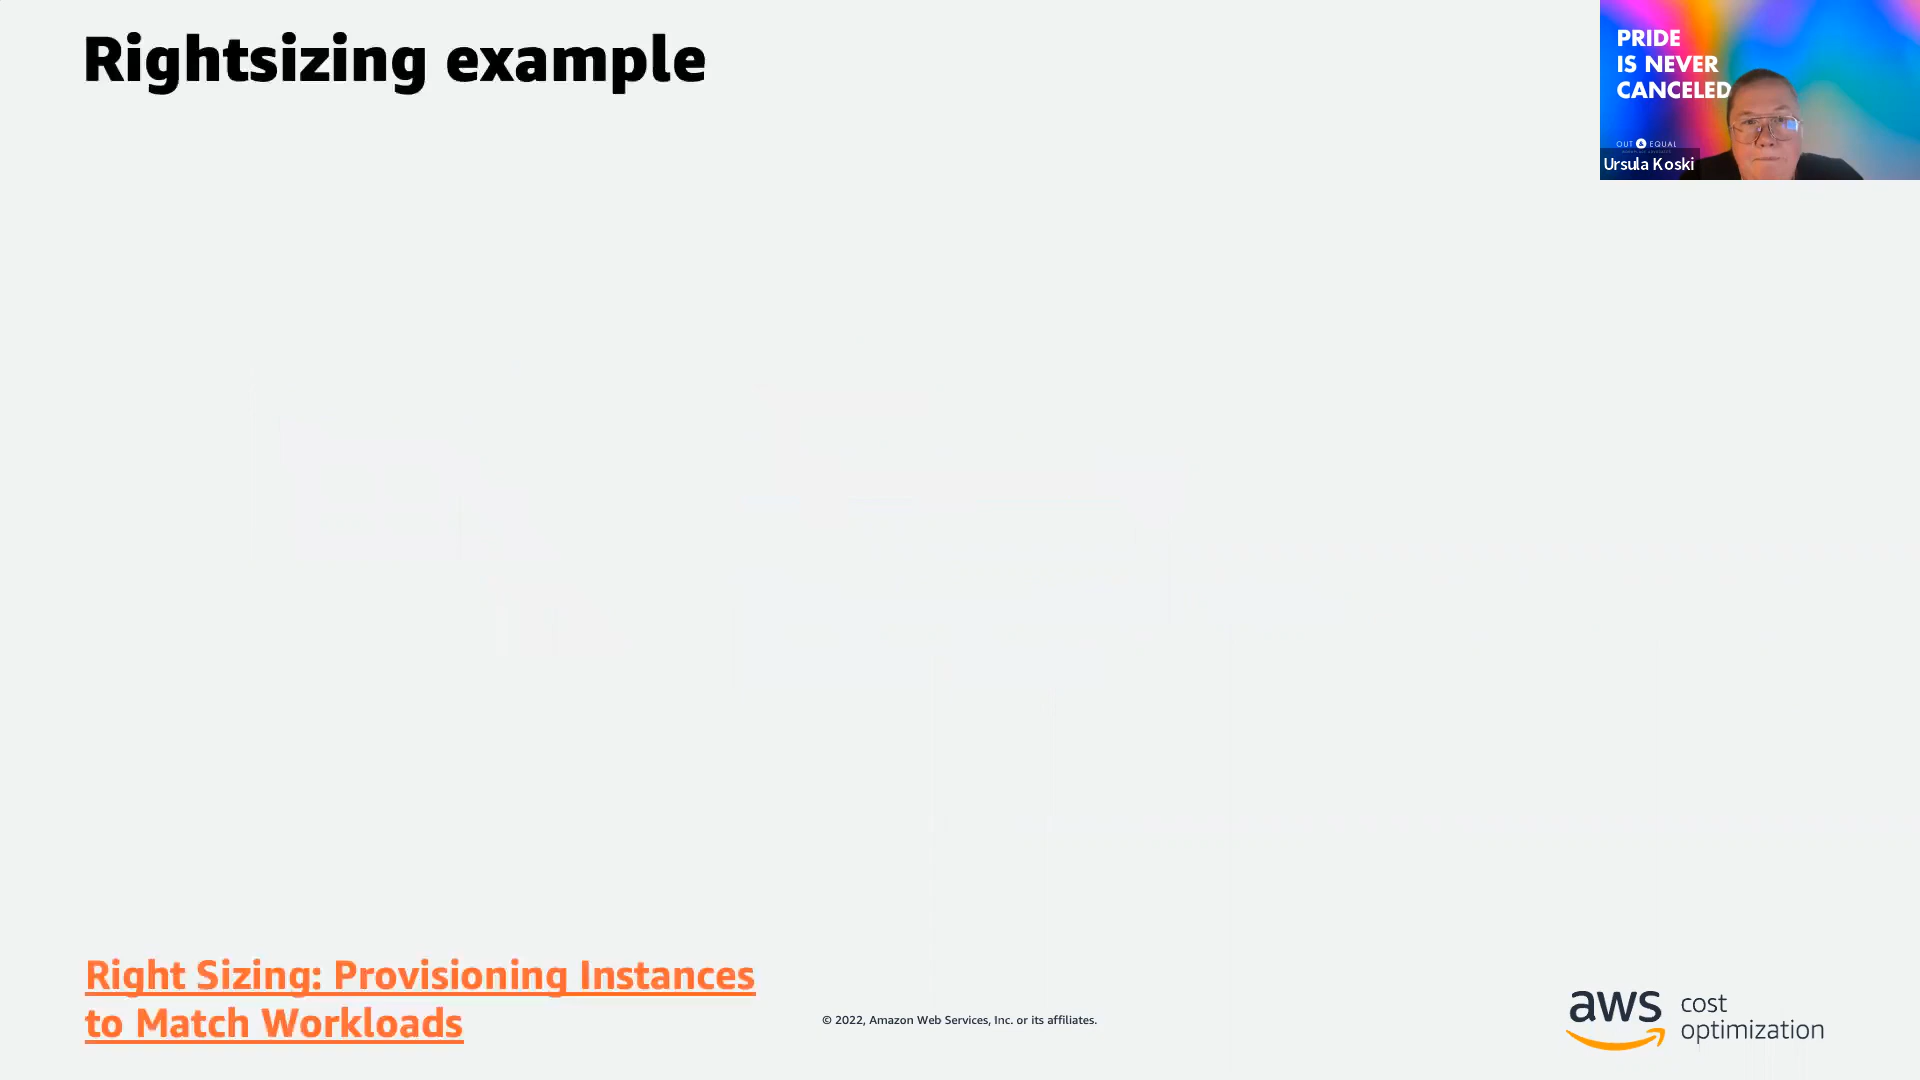 Rightsizing example
PRIDE
IS NEVER
CANCELED
OUT & EQUAL
Ursula Koski
Right Sizing: Provisioning Instances
to Match Workloads
© 2022, Amazon Web Services, Inc. or its affiliates.
aws
cost
optimization